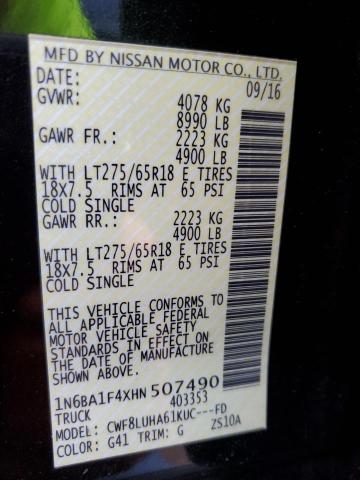 MFD BY NISSAN MOTOR CO., LTD.
DATE: 09/16
GVWR: 4078 KG
8990 LB
GAWR FR.: 2223 KG
4900 LB
WITH LT275/65R18 E TIRES
18X7.5 RIMS AT 65 PSI
COLD SINGLE
GAWR RR.: 2223 KG
4900 LB
WITH LT275/65R18 E TIRES
18X7.5 RIMS AT 65 PSI
COLD SINGLE
THIS VEHICLE CONFORMS TO
ALL APPLICABLE FEDERAL
MOTOR VEHICLE SAFETY
STANDARDS IN EFFECT ON
THE DATE OF MANUFACTURE
SHOWN ABOVE.
1N6BA1F4XHN507490
TRUCK 403353
MODEL: CWF8LUHA61KUC---FD
COLOR: G41 TRIM: G ZS10A